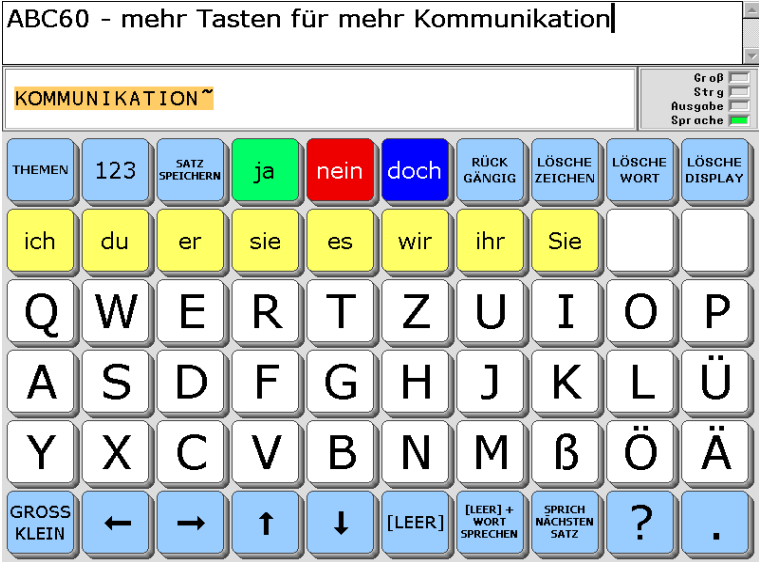 ABC60 - mehr Tasten für mehr Kommunikation
KOMMUNIKATION~
Groß
Strg
Ausgabe
Sprache
THEMEN 123 SATZ SPEICHERN ja nein doch RÜCK GÄNGIG LÖSCHE ZEICHEN LÖSCHE WORT LÖSCHE DISPLAY
ich du er sie es wir ihr Sie
Q W E R T Z U I O P
A S D F G H J K L Ü
Y X C V B N M ß Ö Ä
GROSS KLEIN ← → ↑ ↓ [LEER] [LEER] + WORT SPRECHEN SPRICH NÄCHSTEN SATZ ? .